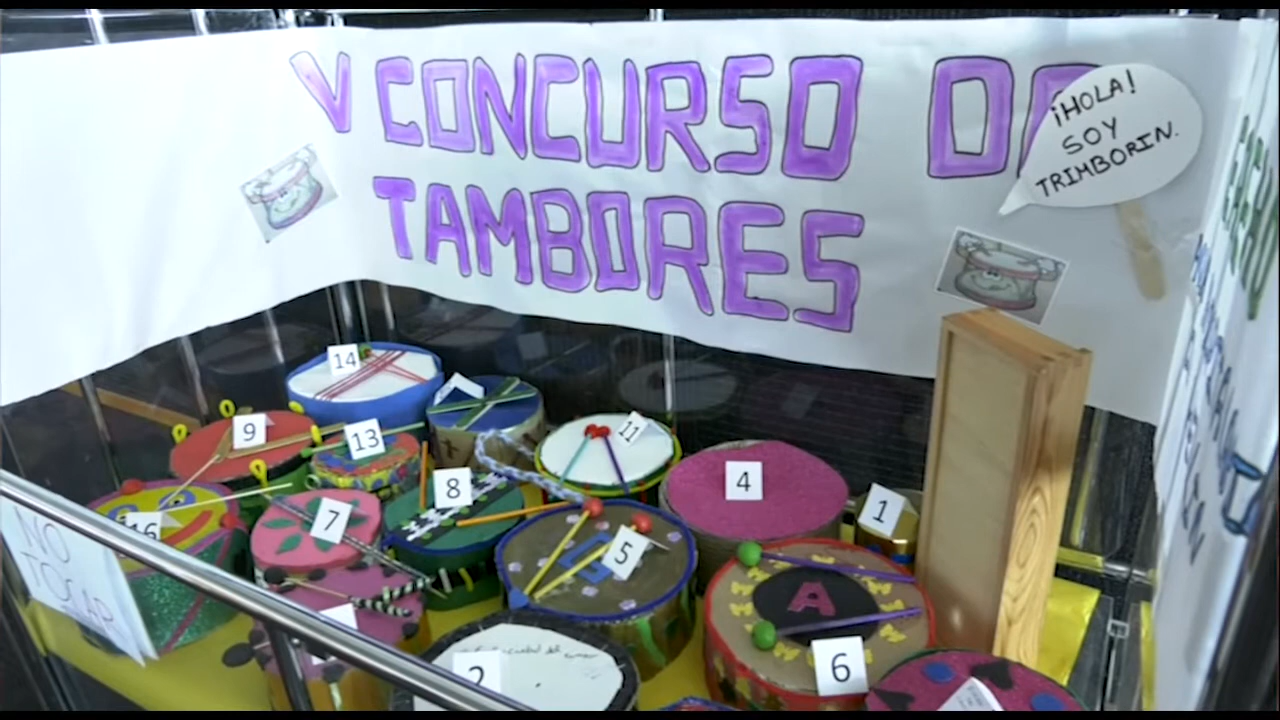 V CONCURSO DE
TAMBORES
¡HOLA!
SOY
TRIMBORIN.
14
9
13
11
8
4
16
7
1
5
A
6
2
NO
TOCAR